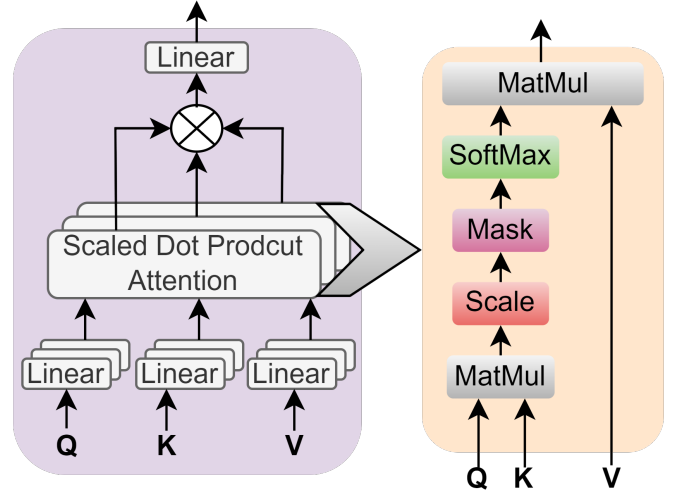 Linear
Scaled Dot Prodcut
Attention
Linear
Linear
Linear
Q
K
V
MatMul
SoftMax
Mask
Scale
MatMul
Q
K
V